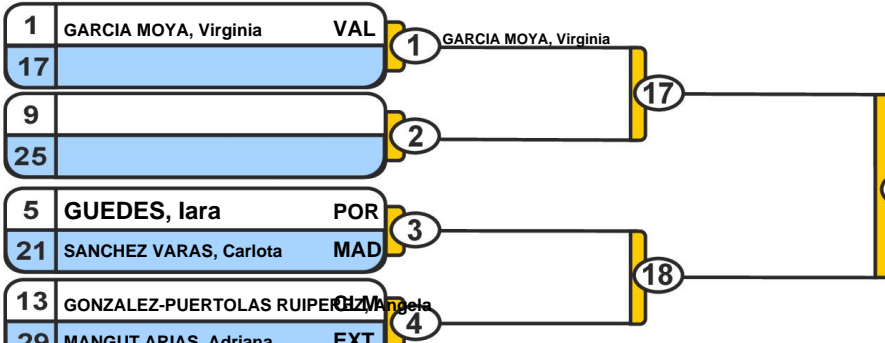 1 GARCIA MOYA, Virginia VAL
17
1 GARCIA MOYA, Virginia
17
9
25
2
5 GUEDES, Iara POR
21 SANCHEZ VARAS, Carlota MAD
3
18
13 GONZALEZ-PUERTOLAS RUIPEREZ, Angela CLM
29 MANGUT ARIAS, Adriana EXT
4